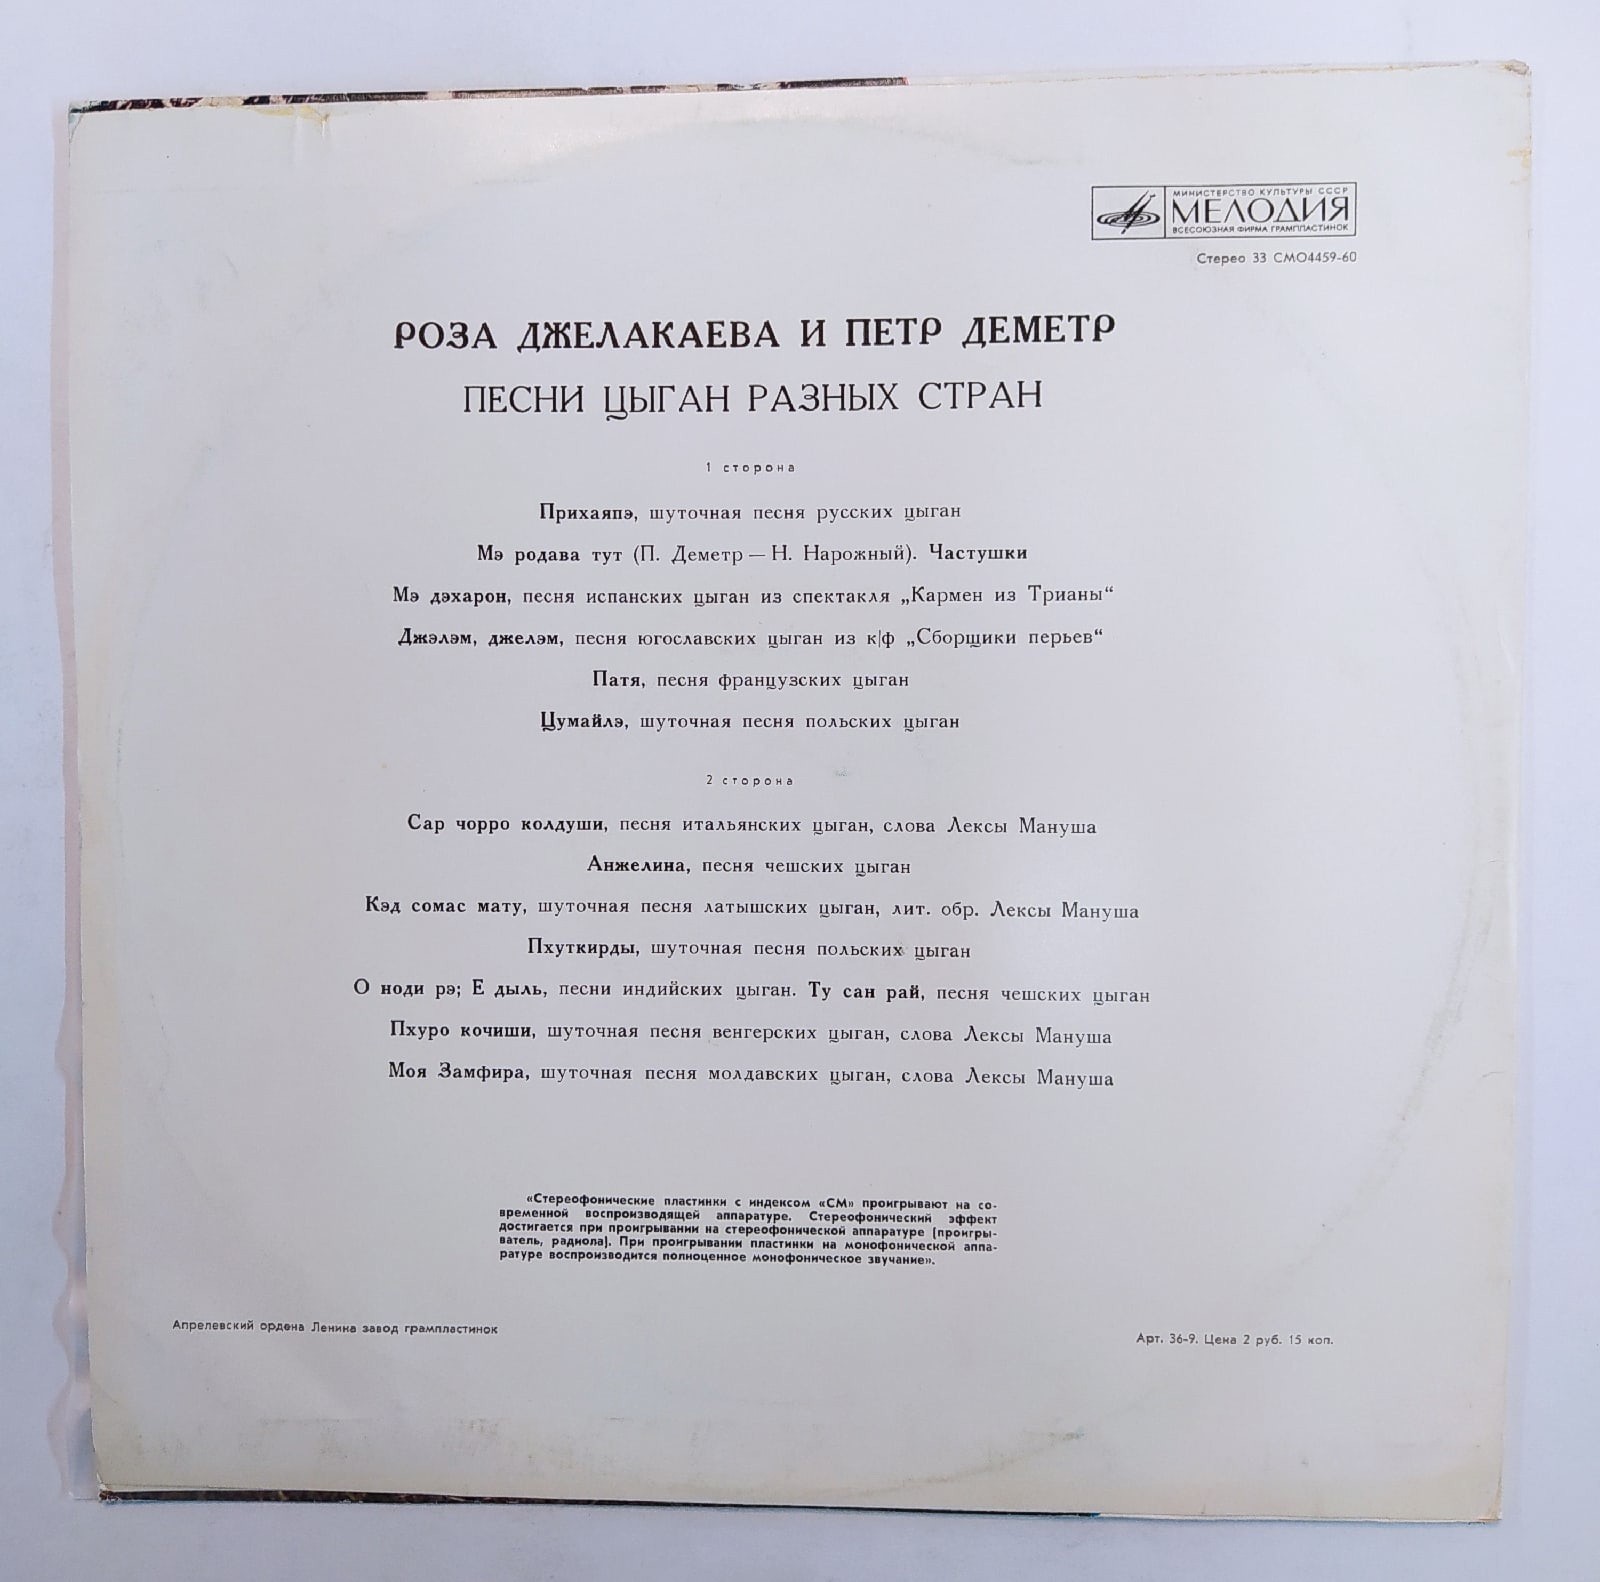 МИНИСТЕРСТВО КУЛЬТУРЫ СССР
МЕЛОДИЯ
ВСЕСОЮЗНАЯ ФИРМА ГРАМПЛАСТИНОК
Стерео 33 СМО4459-60
РОЗА ДЖЕЛАКАЕВА И ПЕТР ДЕМЕТР
ПЕСНИ ЦЫГАН РАЗНЫХ СТРАН
1 сторона
Прихаяпэ, шуточная песня русских цыган
Мэ родава тут (П. Деметр — Н. Нарожный). Частушки
Мэ дэхарон, песня испанских цыган из спектакля „Кармен из Трианы“
Джэлэм, джелэм, песня югославских цыган из к|ф „Сборщики перьев“
Патя, песня французских цыган
Цумайлэ, шуточная песня польских цыган
2 сторона
Сар чорро колдуши, песня итальянских цыган, слова Лексы Мануша
Анжелина, песня чешских цыган
Кэд сомас мату, шуточная песня латышских цыган, лит. обр. Лексы Мануша
Пхуткирды, шуточная песня польских цыган
О ноди рэ; Е дыль, песни индийских цыган. Ту сан рай, песня чешских цыган
Пхуро кочиши, шуточная песня венгерских цыган, слова Лексы Мануша
Моя Замфира, шуточная песня молдавских цыган, слова Лексы Мануша
«Стереофонические пластинки с индексом «СМ» проигрывают на со-
временной воспроизводящей аппаратуре. Стереофонический эффект
достигается при проигрывании на стереофонической аппаратуре (проигры-
ватель, радиола). При проигрывании пластинки на монофонической аппа-
ратуре воспроизводится полноценное монофоническое звучание».
Апрелевский ордена Ленина завод грампластинок
Арт. 36-9. Цена 2 руб. 15 коп.